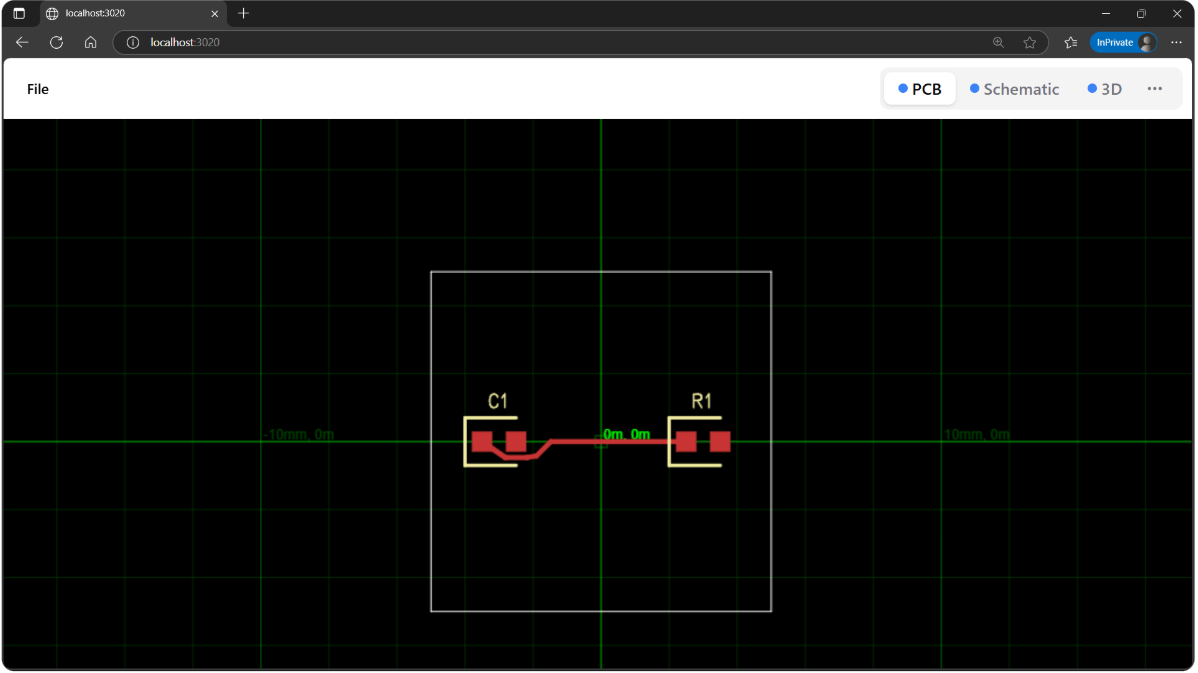 localhost:3020
localhost:3020
InPrivate
File
PCB
Schematic
3D
C1
R1
-10mm, 0m
0m, 0m
10mm, 0m